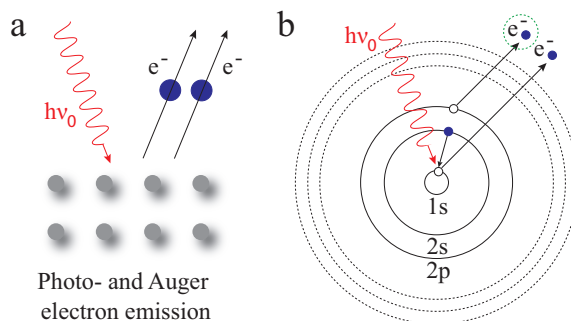 a
hν₀
e⁻ e⁻
Photo- and Auger
electron emission
b
hν₀
e⁻
e⁻
1s
2s
2p